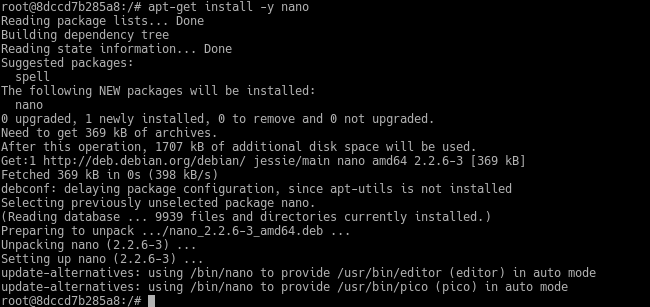 root@8dccd7b285a8:/# apt-get install -y nano
Reading package lists... Done
Building dependency tree
Reading state information... Done
Suggested packages:
  spell
The following NEW packages will be installed:
  nano
0 upgraded, 1 newly installed, 0 to remove and 0 not upgraded.
Need to get 369 kB of archives.
After this operation, 1707 kB of additional disk space will be used.
Get:1 http://deb.debian.org/debian/ jessie/main nano amd64 2.2.6-3 [369 kB]
Fetched 369 kB in 0s (398 kB/s)
debconf: delaying package configuration, since apt-utils is not installed
Selecting previously unselected package nano.
(Reading database ... 9939 files and directories currently installed.)
Preparing to unpack .../nano_2.2.6-3_amd64.deb ...
Unpacking nano (2.2.6-3) ...
Setting up nano (2.2.6-3) ...
update-alternatives: using /bin/nano to provide /usr/bin/editor (editor) in auto mode
update-alternatives: using /bin/nano to provide /usr/bin/pico (pico) in auto mode
root@8dccd7b285a8:/#